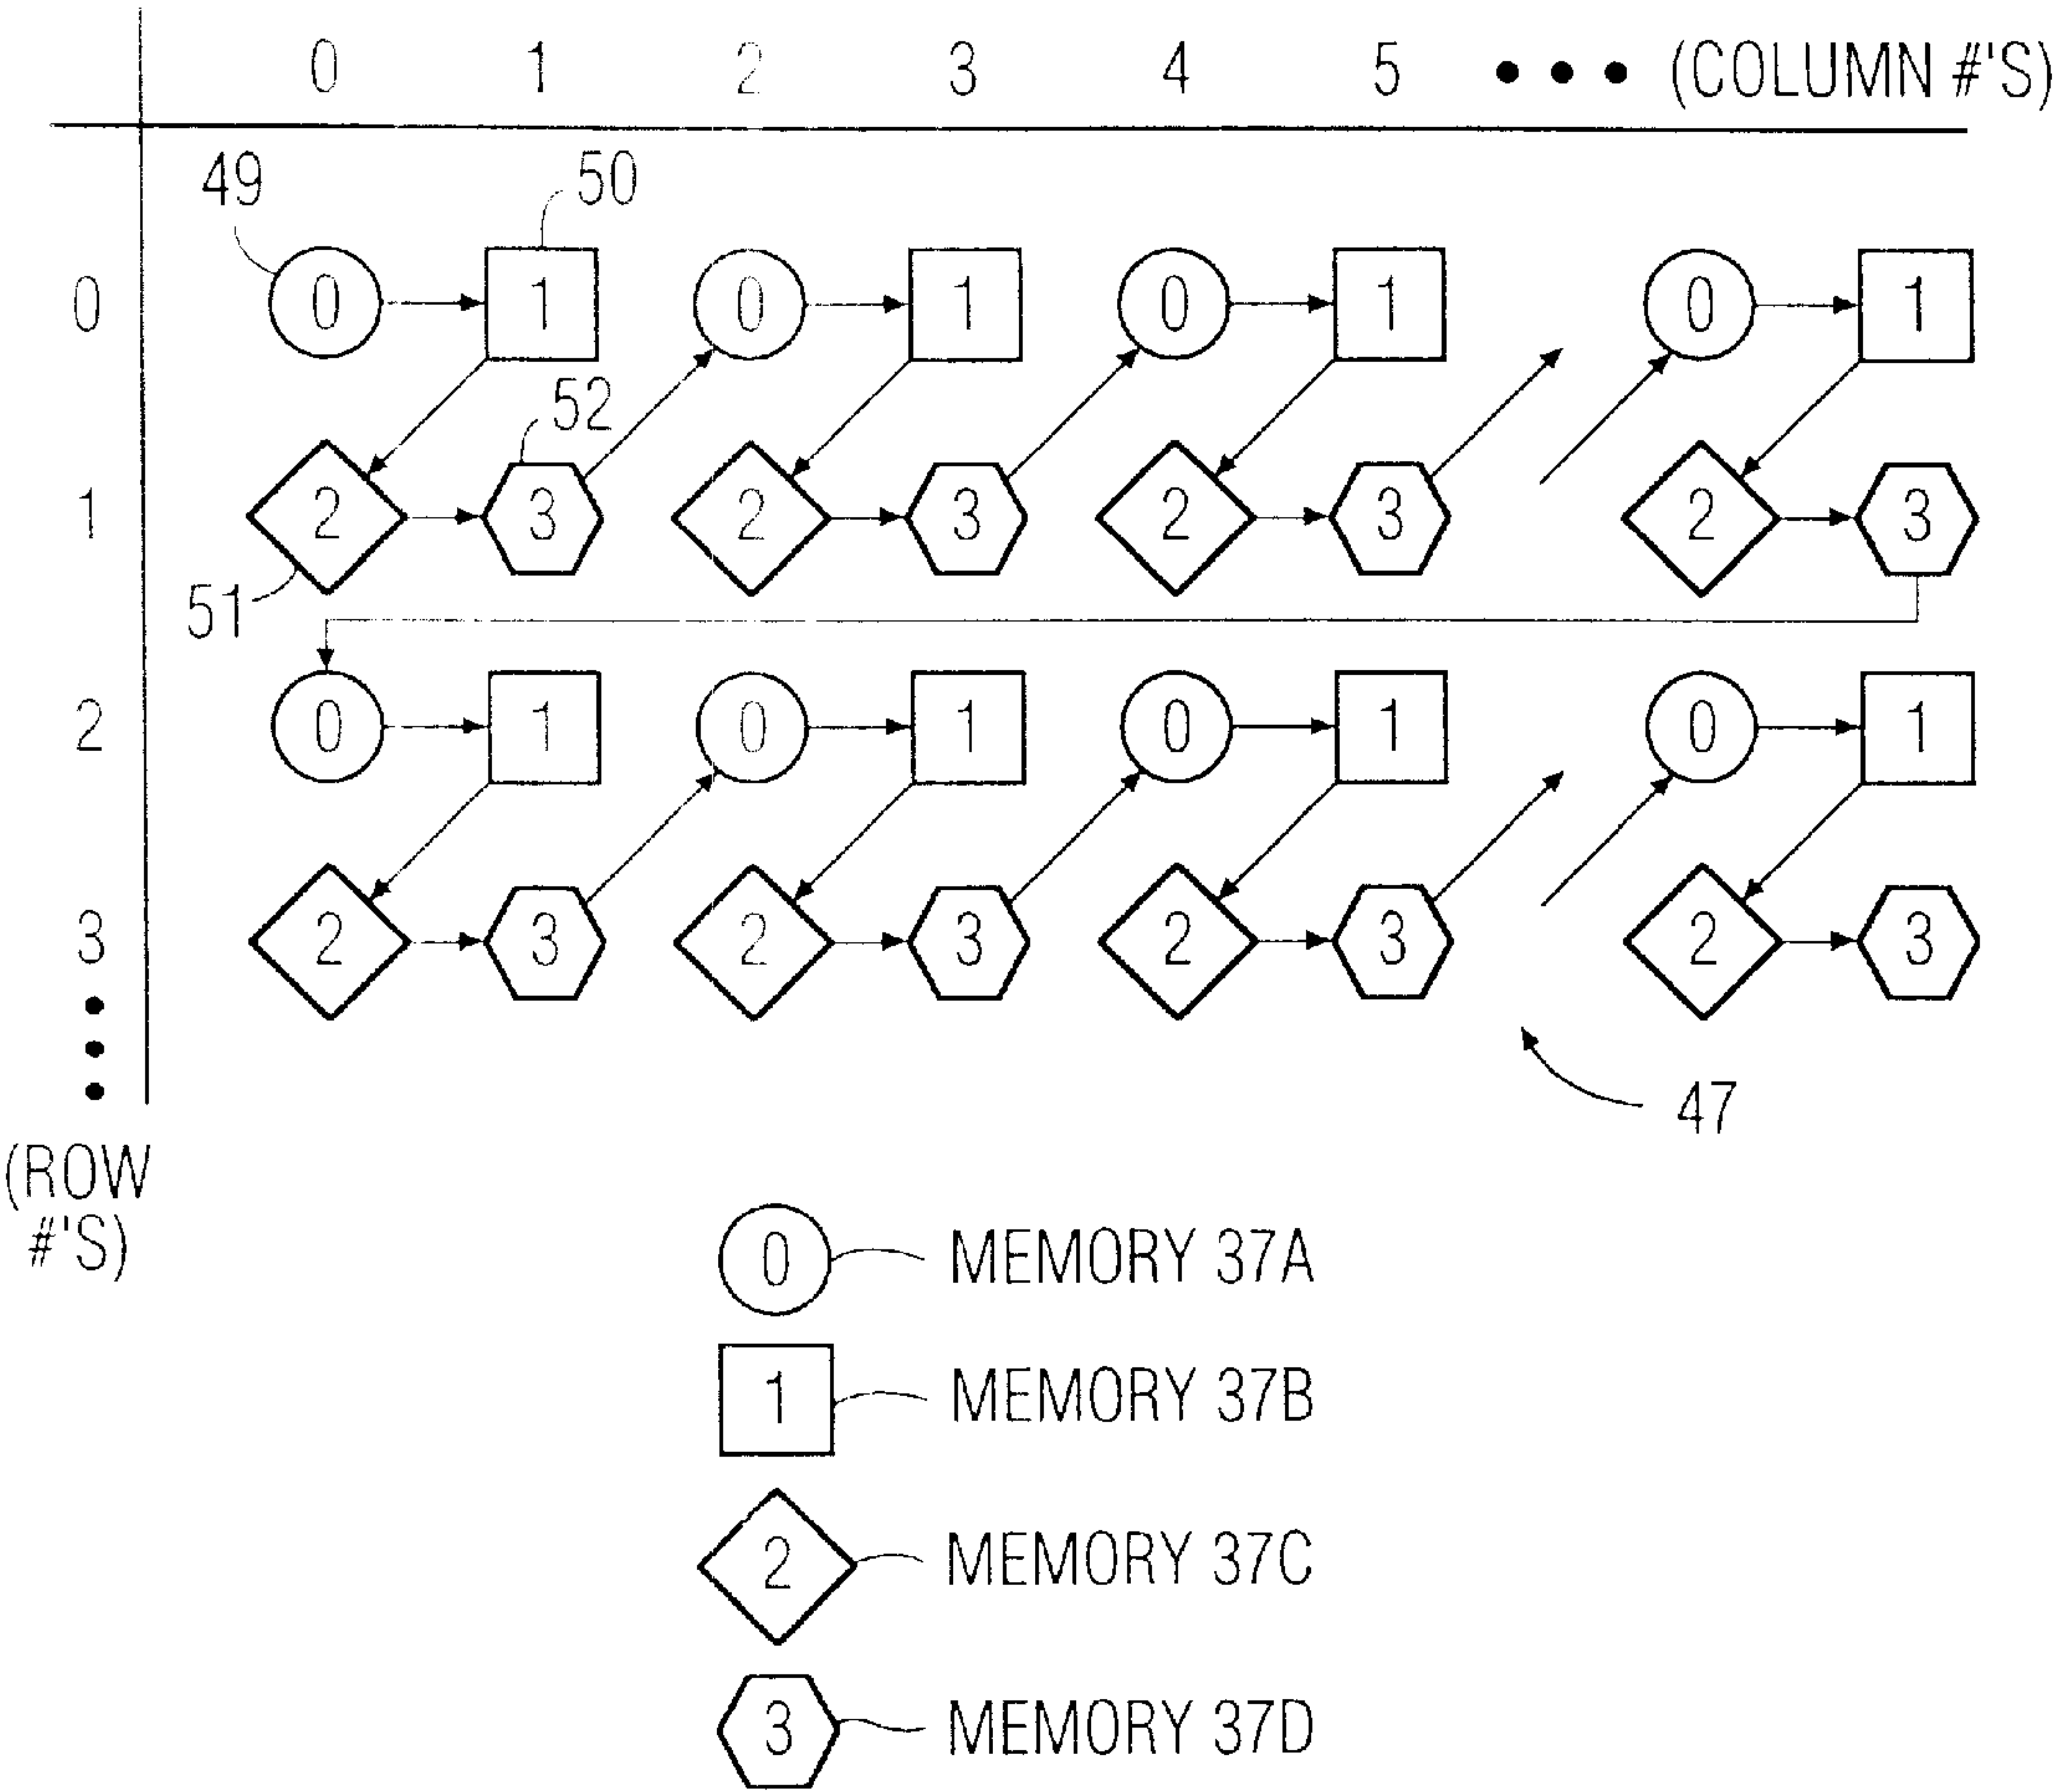 0 1 2 3 4 5 ••• (COLUMN #'S)
49 50
0 0 1 0 1 0 1 0 1
52
1 2 3 2 3 2 3 2 3
51
2 0 1 0 1 0 1 0 1
3 2 3 2 3 2 3 2 3
47
(ROW
#'S)
0 MEMORY 37A
1 MEMORY 37B
2 MEMORY 37C
3 MEMORY 37D